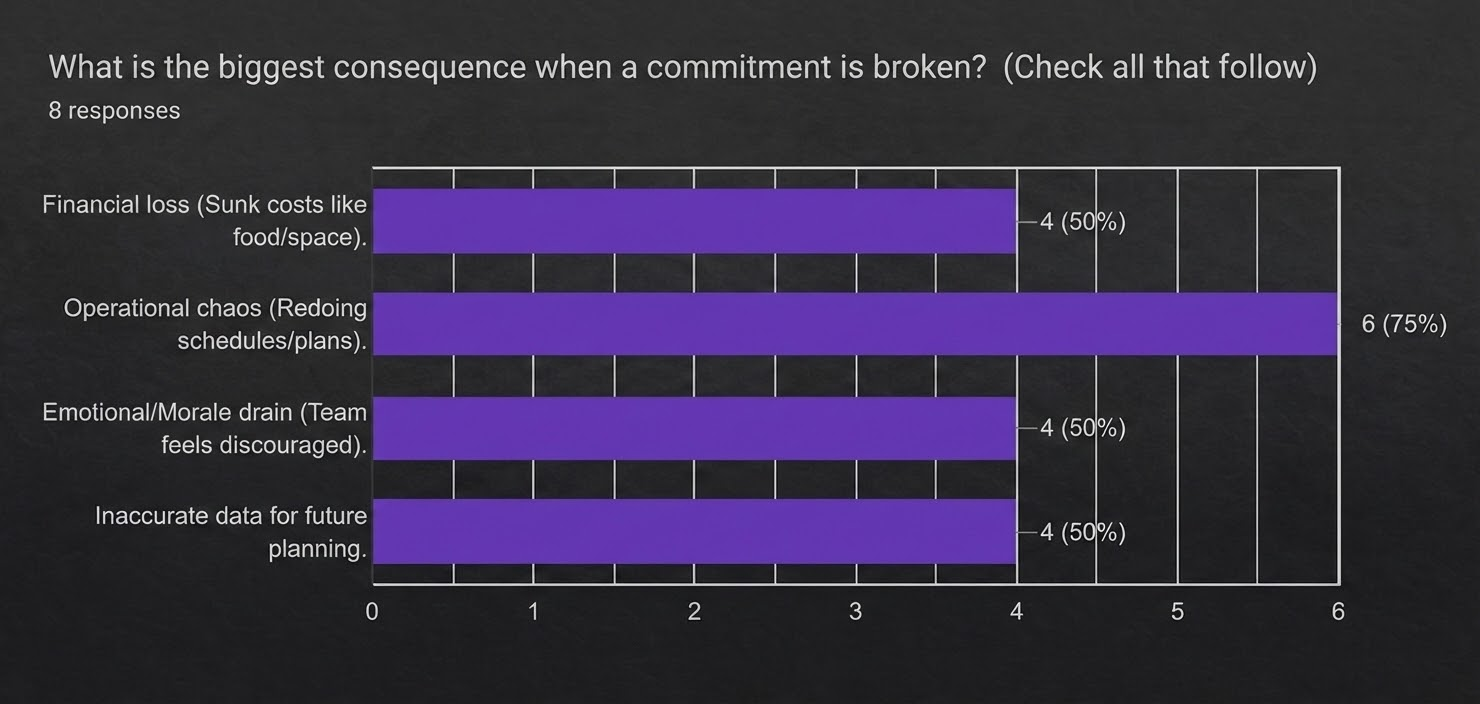 What is the biggest consequence when a commitment is broken?  (Check all that follow)
8 responses
Financial loss (Sunk costs like
food/space).
4 (50%)
Operational chaos (Redoing
schedules/plans).
6 (75%)
Emotional/Morale drain (Team
feels discouraged).
4 (50%)
Inaccurate data for future
planning.
4 (50%)
0 1 2 3 4 5 6